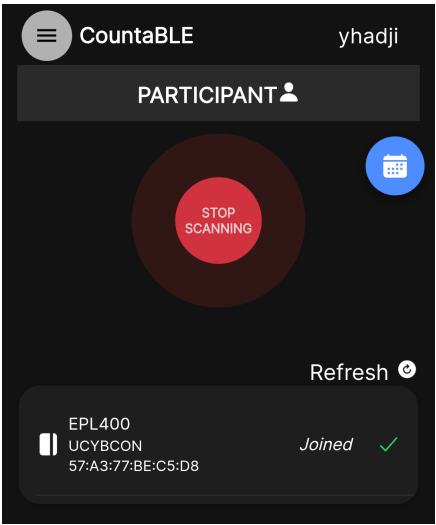 CountaBLE
yhadji
PARTICIPANT
STOP
SCANNING
Refresh
EPL400
UCYBCON
57:A3:77:BE:C5:D8
Joined